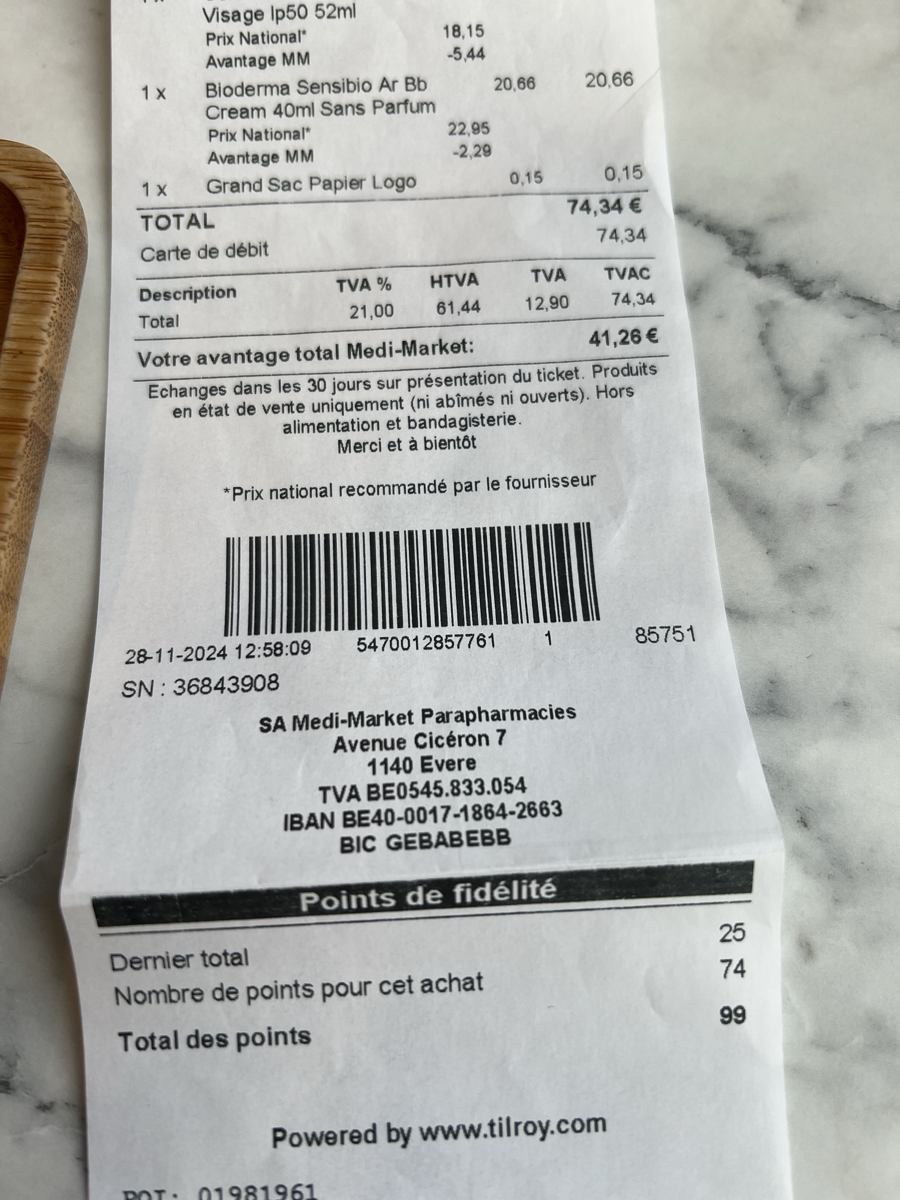 Visage Ip50 52ml
Prix National* 18,15
Avantage MM -5,44
1 x Bioderma Sensibio Ar Bb 20,66 20,66
Cream 40ml Sans Parfum
Prix National* 22,95
Avantage MM -2,29
1 x Grand Sac Papier Logo 0,15 0,15
TOTAL 74,34 €
Carte de débit 74,34
Description TVA % HTVA TVA TVAC
Total 21,00 61,44 12,90 74,34
Votre avantage total Medi-Market: 41,26 €
Echanges dans les 30 jours sur présentation du ticket. Produits
en état de vente uniquement (ni abîmés ni ouverts). Hors
alimentation et bandagisterie.
Merci et à bientôt
*Prix national recommandé par le fournisseur
28-11-2024 12:58:09 5470012857761 1 85751
SN : 36843908
SA Medi-Market Parapharmacies
Avenue Cicéron 7
1140 Evere
TVA BE0545.833.054
IBAN BE40-0017-1864-2663
BIC GEBABEBB
Points de fidélité
Dernier total 25
Nombre de points pour cet achat 74
Total des points 99
Powered by www.tilroy.com
POI: 01981961